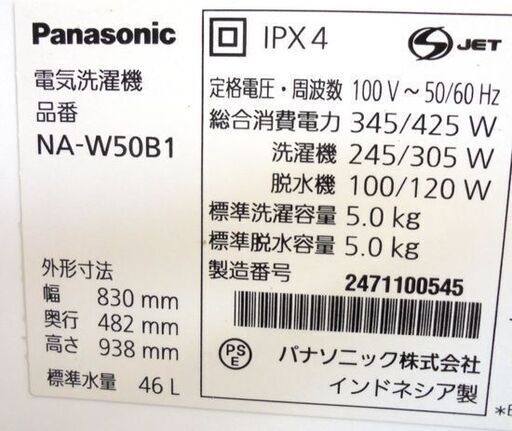 Panasonic
電気洗濯機
品番
NA-W50B1
外形寸法
幅 830 mm
奥行 482 mm
高さ 938 mm
標準水量 46 L
IPX4
S JET
定格電圧・周波数 100 V～50/60 Hz
総合消費電力 345/425 W
洗濯機 245/305 W
脱水機 100/120 W
標準洗濯容量 5.0 kg
標準脱水容量 5.0 kg
製造番号 2471100545
PS
E
パナソニック株式会社
インドネシア製